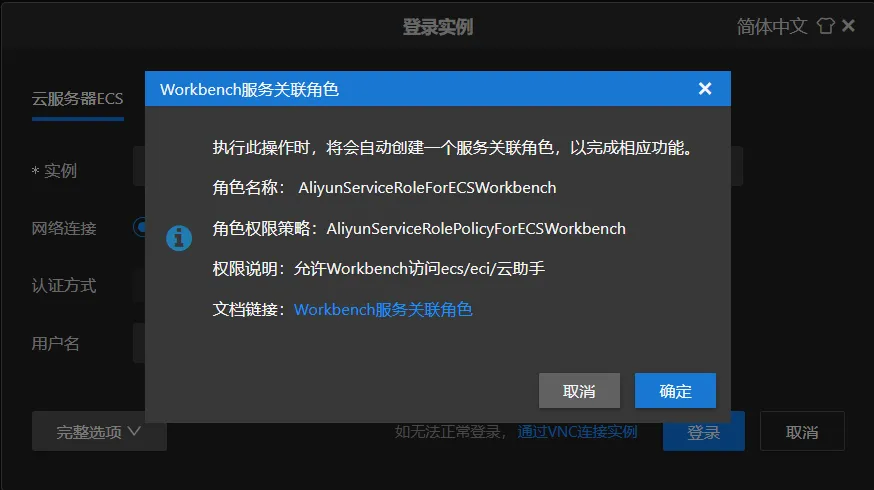 登录实例
简体中文
云服务器ECS
Workbench服务关联角色
执行此操作时，将会自动创建一个服务关联角色，以完成相应功能。
* 实例
角色名称： AliyunServiceRoleForECSWorkbench
网络连接
角色权限策略：AliyunServiceRolePolicyForECSWorkbench
权限说明：允许Workbench访问ecs/eci/云助手
认证方式
文档链接：Workbench服务关联角色
用户名
取消
确定
完整选项
如无法正常登录，通过VNC连接实例
登录
取消